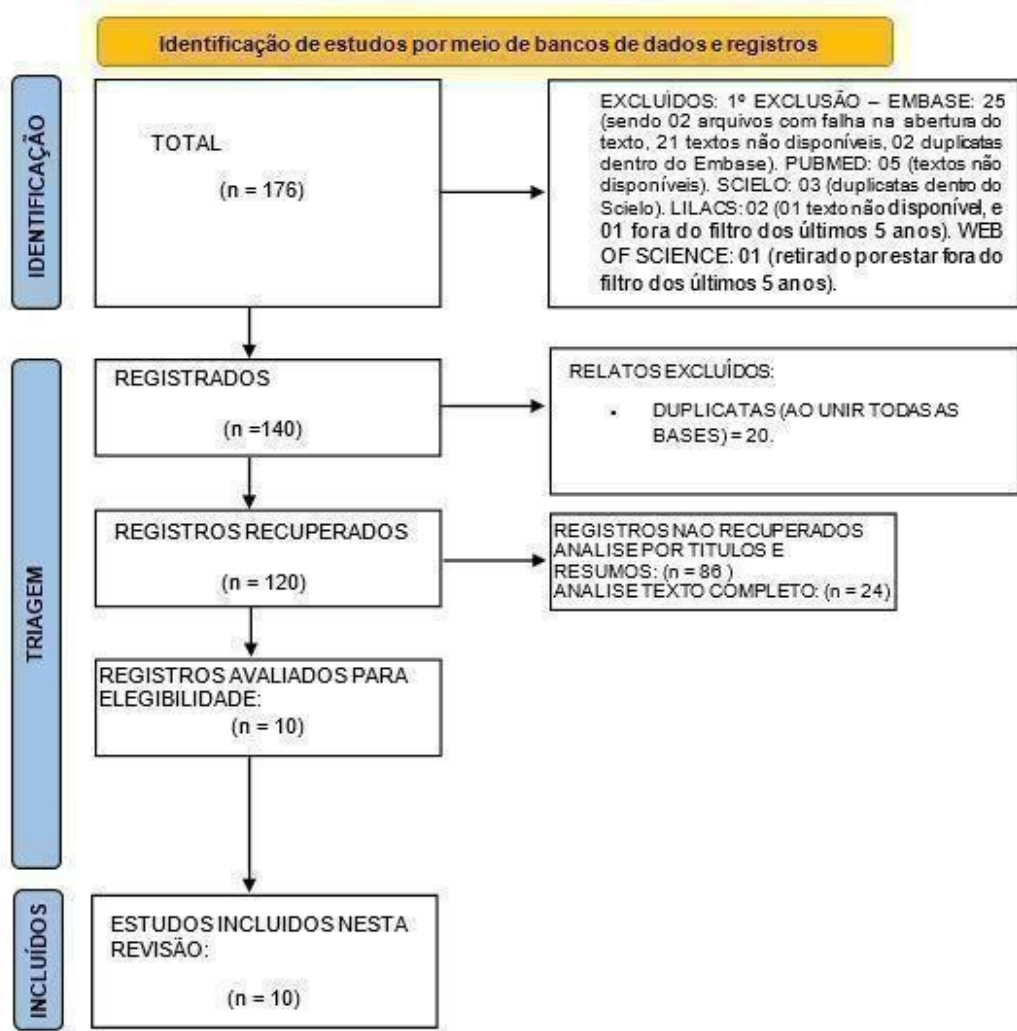 Identificação de estudos por meio de bancos de dados e registros
IDENTIFICAÇÃO
TOTAL
(n = 176)
EXCLUÍDOS: 1º EXCLUSÃO – EMBASE: 25
(sendo 02 arquivos com falha na abertura do
texto, 21 textos não disponíveis, 02 duplicatas
dentro do Embase). PUBMED: 05 (textos não
disponíveis). SCIELO: 03 (duplicatas dentro do
Scielo). LILACS: 02 (01 texto não disponível, e
01 fora do filtro dos últimos 5 anos). WEB
OF SCIENCE: 01 (retirado por estar fora do
filtro dos últimos 5 anos).
TRIAGEM
REGISTRADOS
(n =140)
RELATOS EXCLUÍDOS:
• DUPLICATAS (AO UNIR TODAS AS
BASES) = 20.
REGISTROS RECUPERADOS
(n = 120)
REGISTROS NAO RECUPERADOS
ANALISE POR TITULOS E
RESUMOS: (n = 86 )
ANALISE TEXTO COMPLETO: (n = 24)
REGISTROS AVALIADOS PARA
ELEGIBILIDADE:
(n = 10)
INCLUÍDOS
ESTUDOS INCLUIDOS NESTA
REVISÃO:
(n = 10)